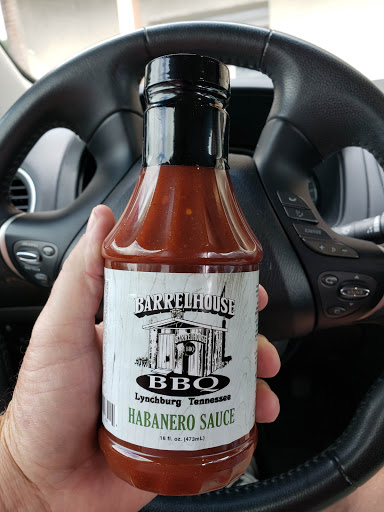 BARRELHOUSE
BBQ
Lynchburg Tennessee
HABANERO SAUCE
16 fl. oz. (473mL)